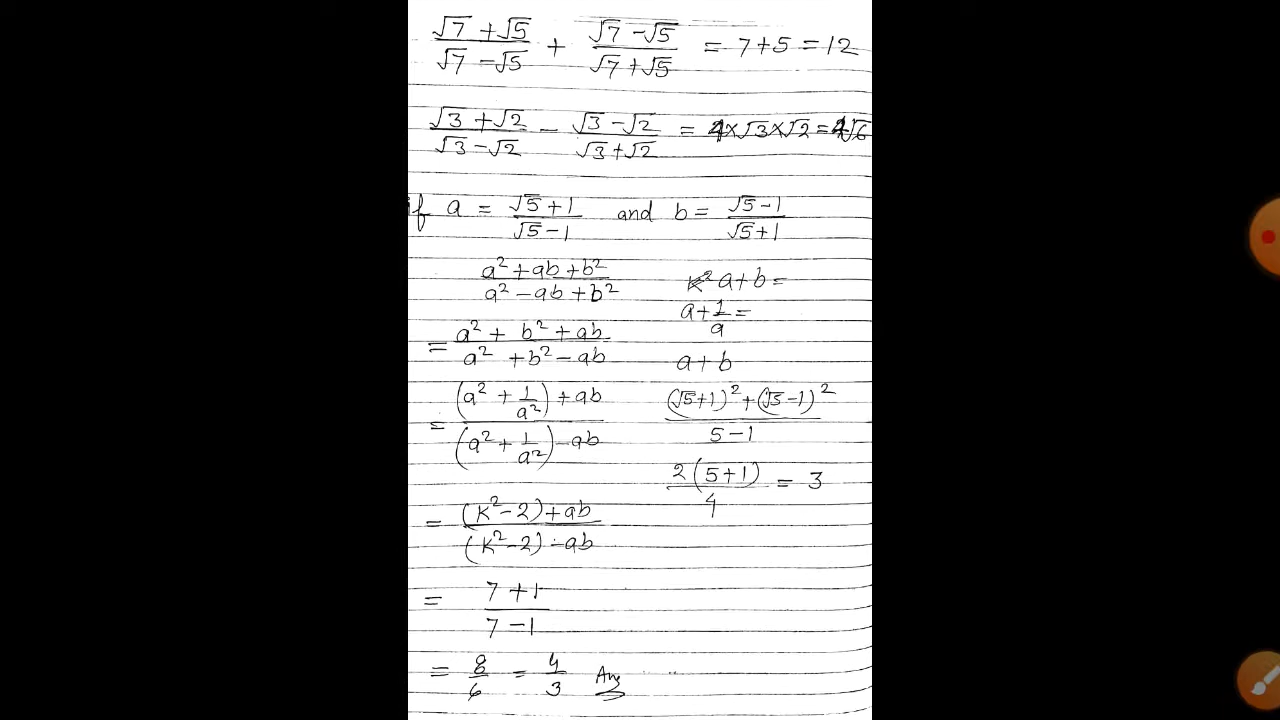 (√7 + √5)/(√7 − √5) + (√7 − √5)/(√7 + √5) = 7 + 5 = 12
(√3 + √2)/(√3 − √2) − (√3 − √2)/(√3 + √2) = 4 × √3 × √2 = 4√6
if a = (√5 + 1)/(√5 − 1) and b = (√5 − 1)/(√5 + 1)
(a² + ab + b²)/(a² − ab + b²)
= (a² + b² + ab)/(a² + b² − ab)
= ((a² + 1/a²) + ab)/((a² + 1/a²) − ab)
= ((k² − 2) + ab)/((k² − 2) − ab)
= (7 + 1)/(7 − 1)
= 8/6 = 4/3 Ans
a + b =
a + 1/a =
a + b
((√5 + 1)² + (√5 − 1)²)/(5 − 1)
2(5 + 1)/4 = 3